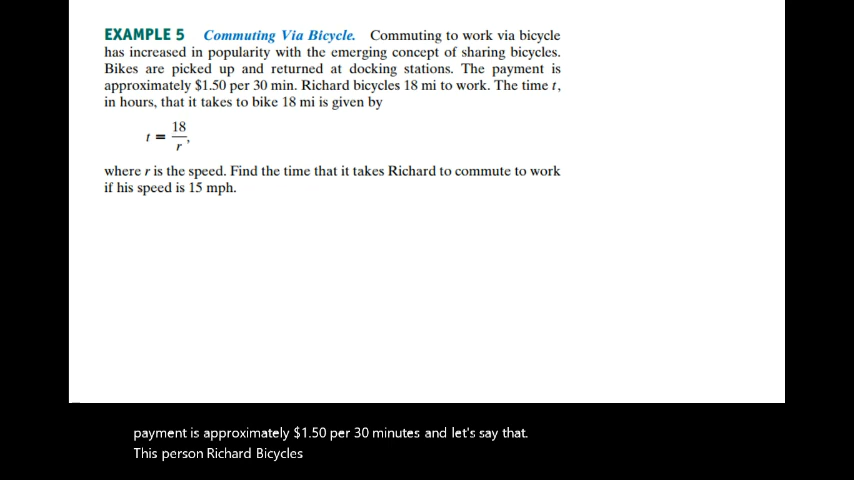 EXAMPLE 5 Commuting Via Bicycle. Commuting to work via bicycle
has increased in popularity with the emerging concept of sharing bicycles.
Bikes are picked up and returned at docking stations. The payment is
approximately $1.50 per 30 min. Richard bicycles 18 mi to work. The time t,
in hours, that it takes to bike 18 mi is given by
t = 18/r,
where r is the speed. Find the time that it takes Richard to commute to work
if his speed is 15 mph.
payment is approximately $1.50 per 30 minutes and let's say that.
This person Richard Bicycles